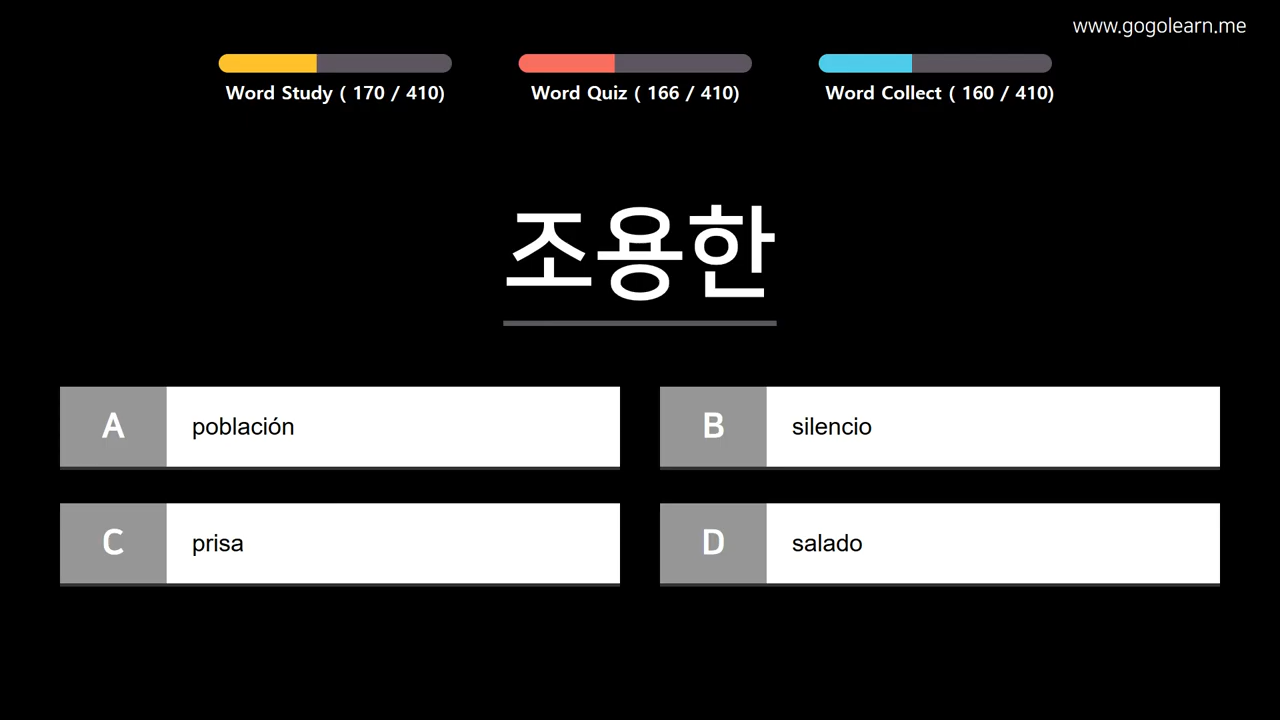 www.gogolearn.me
Word Study ( 170 / 410)
Word Quiz ( 166 / 410)
Word Collect ( 160 / 410)
조용한
A población
B silencio
C prisa
D salado